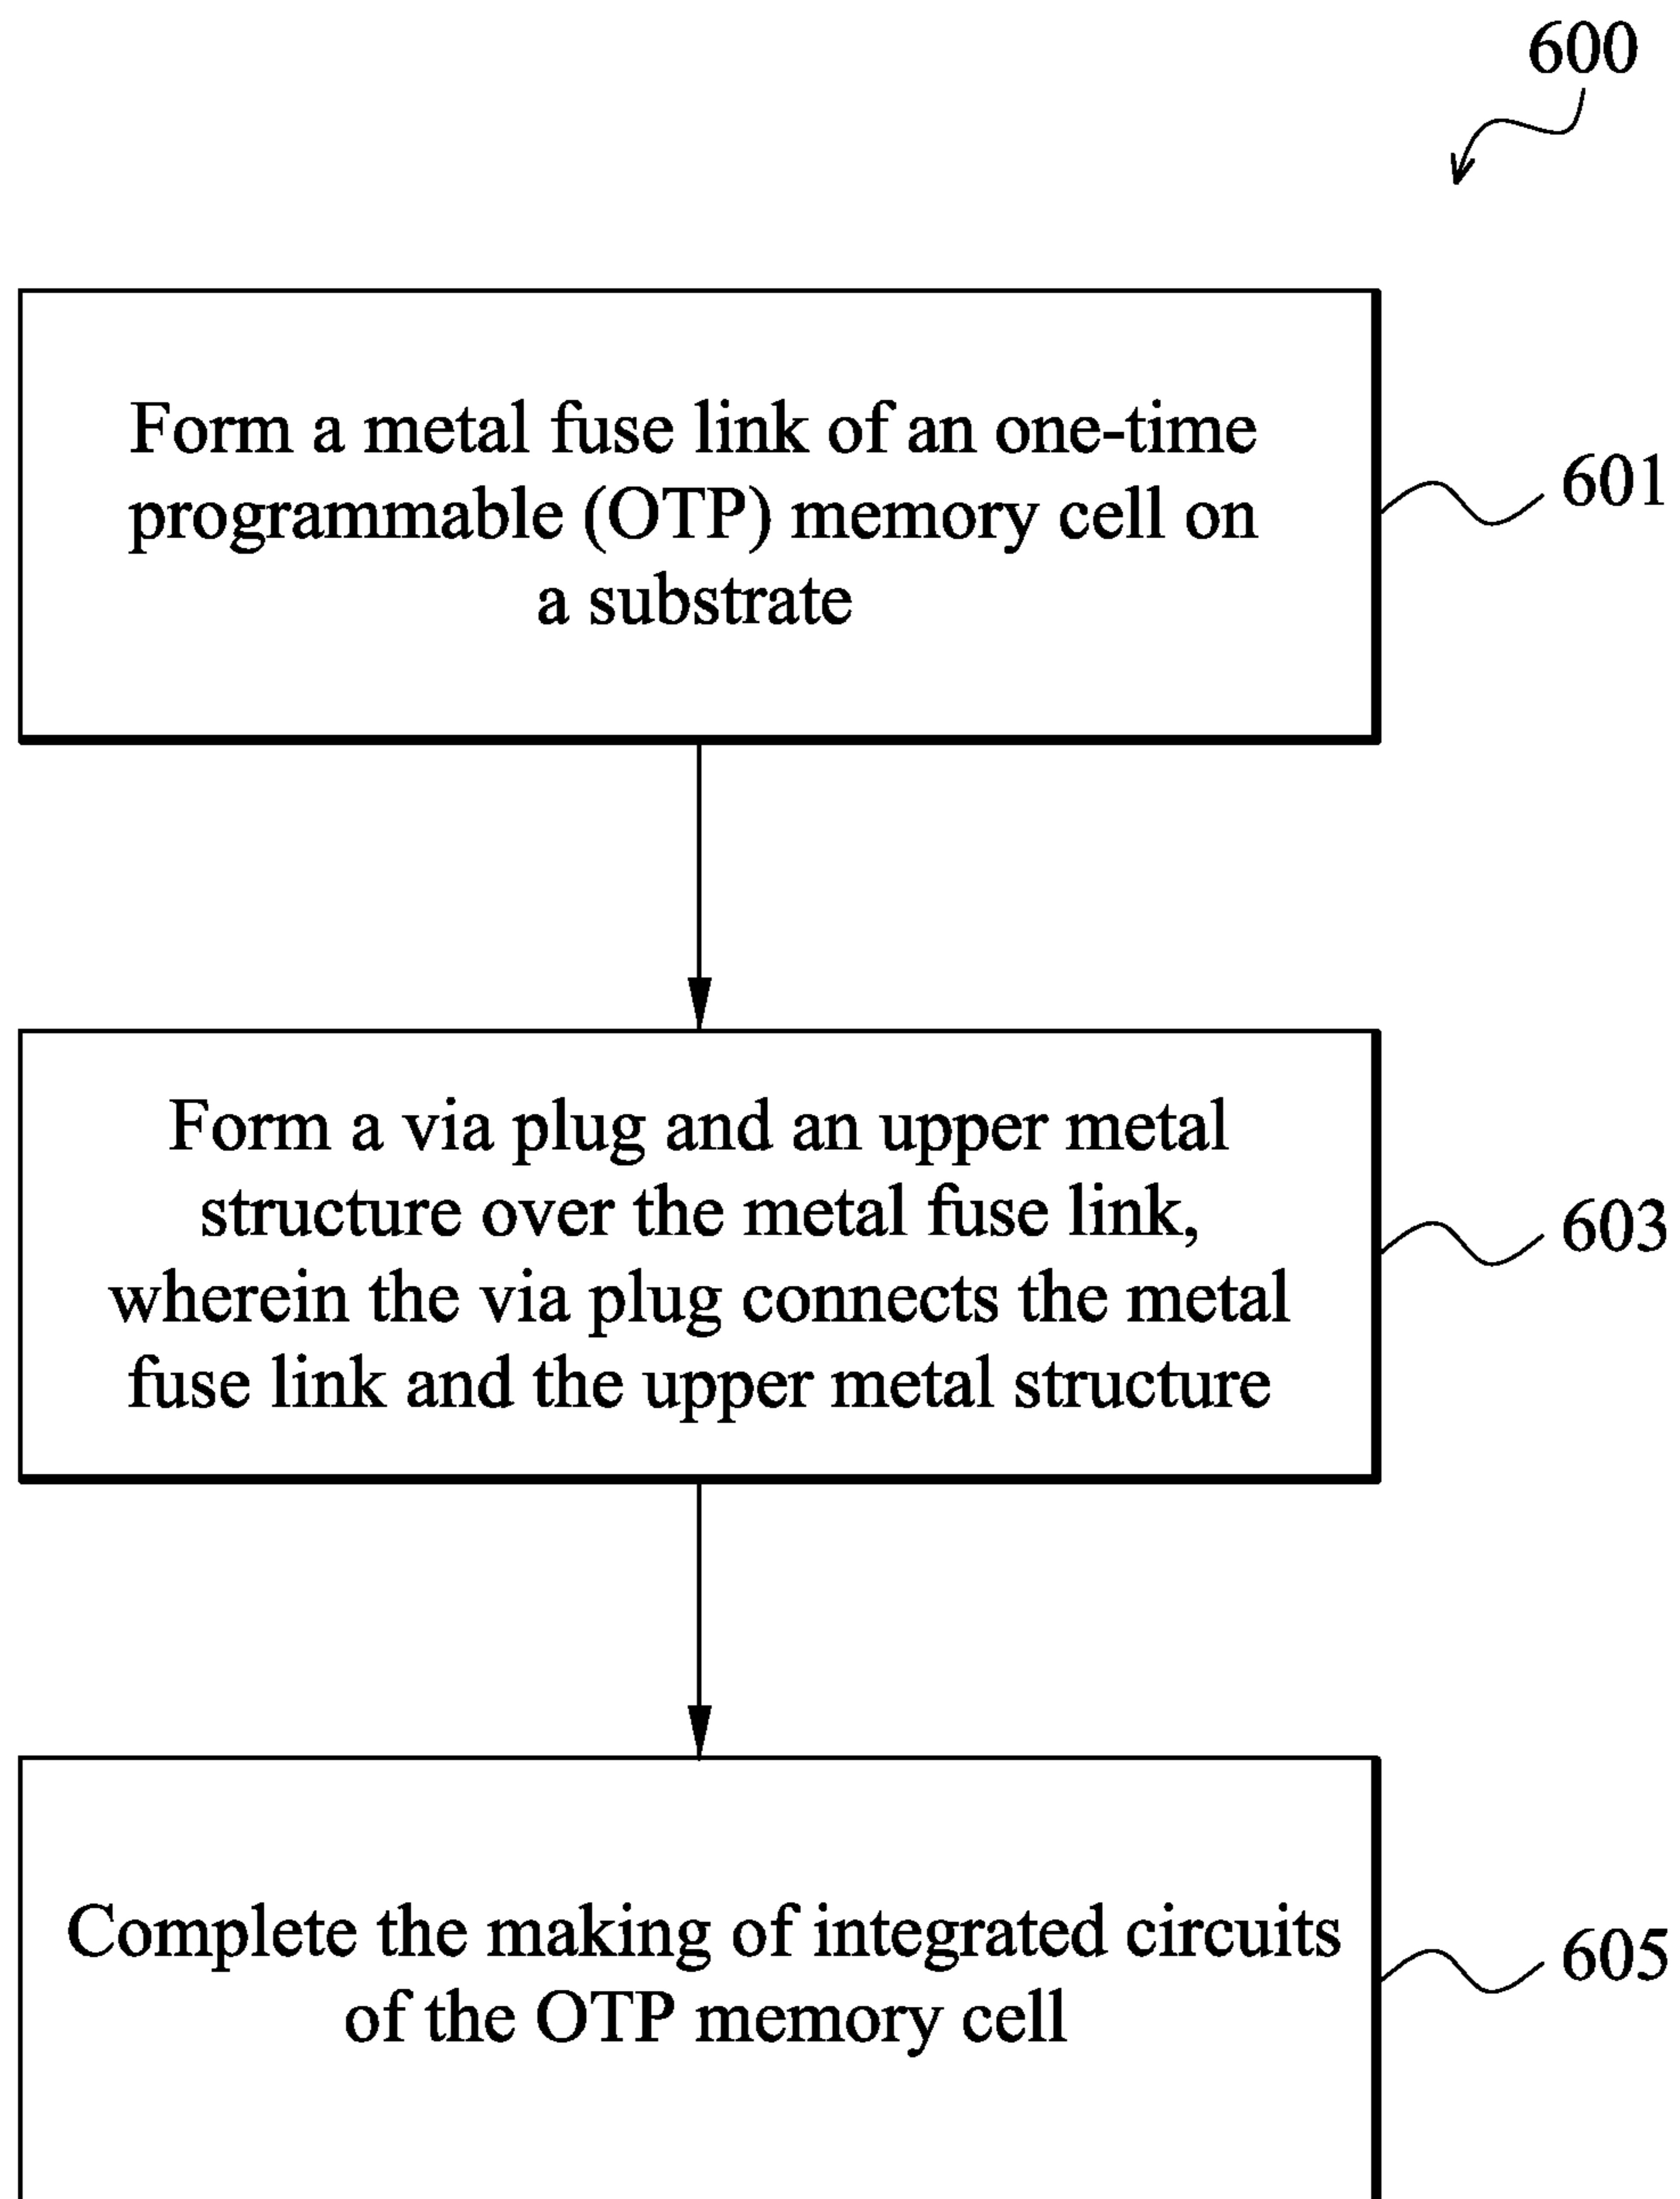 600
Form a metal fuse link of an one-time
programmable (OTP) memory cell on
a substrate
601
Form a via plug and an upper metal
structure over the metal fuse link,
wherein the via plug connects the metal
fuse link and the upper metal structure
603
Complete the making of integrated circuits
of the OTP memory cell
605